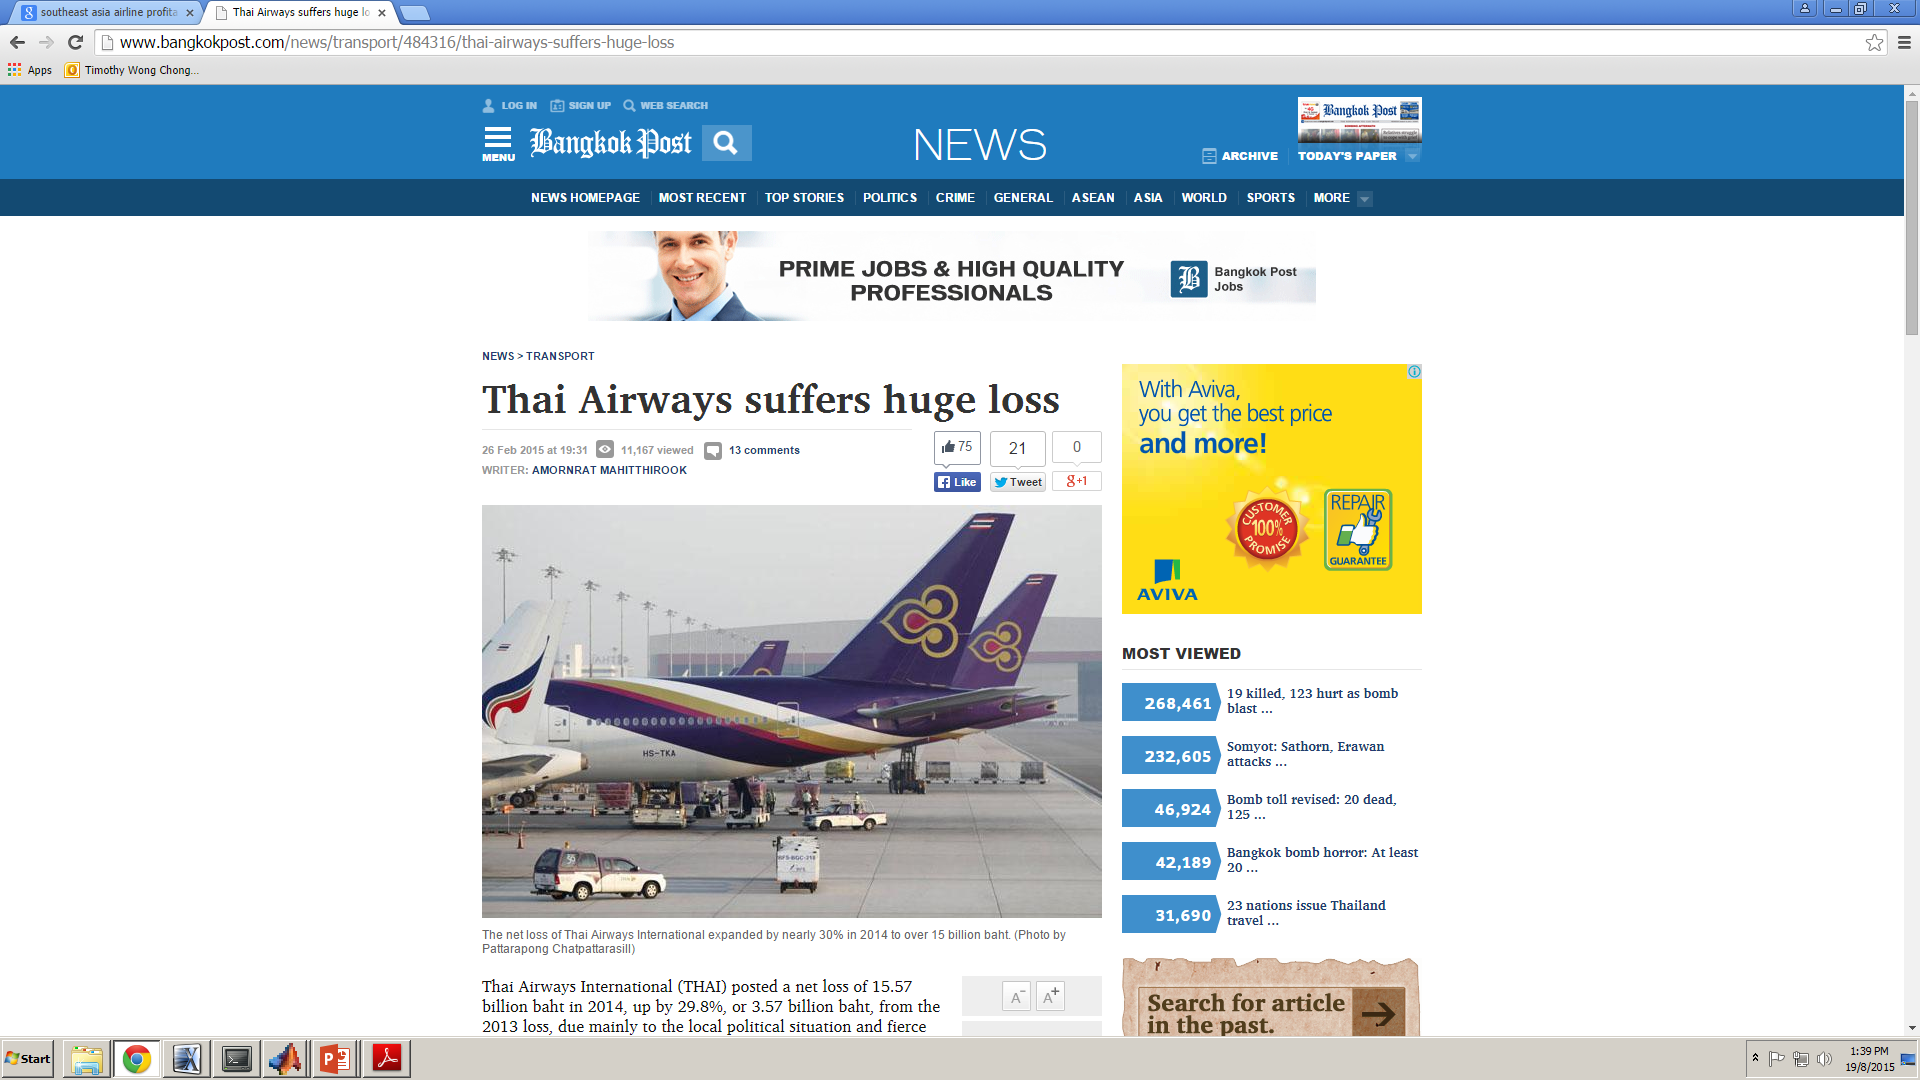 southeast asia airline profita
Thai Airways suffers huge lo
www.bangkokpost.com/news/transport/484316/thai-airways-suffers-huge-loss
Apps
Timothy Wong Chong...
LOG IN
SIGN UP
WEB SEARCH
MENU
Bangkok Post
NEWS
ARCHIVE
Bangkok Post
TODAY'S PAPER
NEWS HOMEPAGE
MOST RECENT
TOP STORIES
POLITICS
CRIME
GENERAL
ASEAN
ASIA
WORLD
SPORTS
MORE
PRIME JOBS & HIGH QUALITY
PROFESSIONALS
B
Bangkok Post
Jobs
NEWS > TRANSPORT
Thai Airways suffers huge loss
26 Feb 2015 at 19:31
11,167 viewed
13 comments
WRITER: AMORNRAT MAHITTHIROOK
75
21
0
Like
Tweet
g+1
HS-TKA
BFS-BGC-218
The net loss of Thai Airways International expanded by nearly 30% in 2014 to over 15 billion baht. (Photo by
Pattarapong Chatpattarasill)
Thai Airways International (THAI) posted a net loss of 15.57
billion baht in 2014, up by 29.8%, or 3.57 billion baht, from the
2013 loss, due mainly to the local political situation and fierce
A-
A+
With Aviva,
you get the best price
and more!
CUSTOMER
100%
PROMISE
REPAIR
GUARANTEE
AVIVA
MOST VIEWED
268,461
19 killed, 123 hurt as bomb
blast ...
232,605
Somyot: Sathorn, Erawan
attacks ...
46,924
Bomb toll revised: 20 dead,
125 ...
42,189
Bangkok bomb horror: At least
20 ...
31,690
23 nations issue Thailand
travel ...
Search for article
in the past.
Start
1:39 PM
19/8/2015